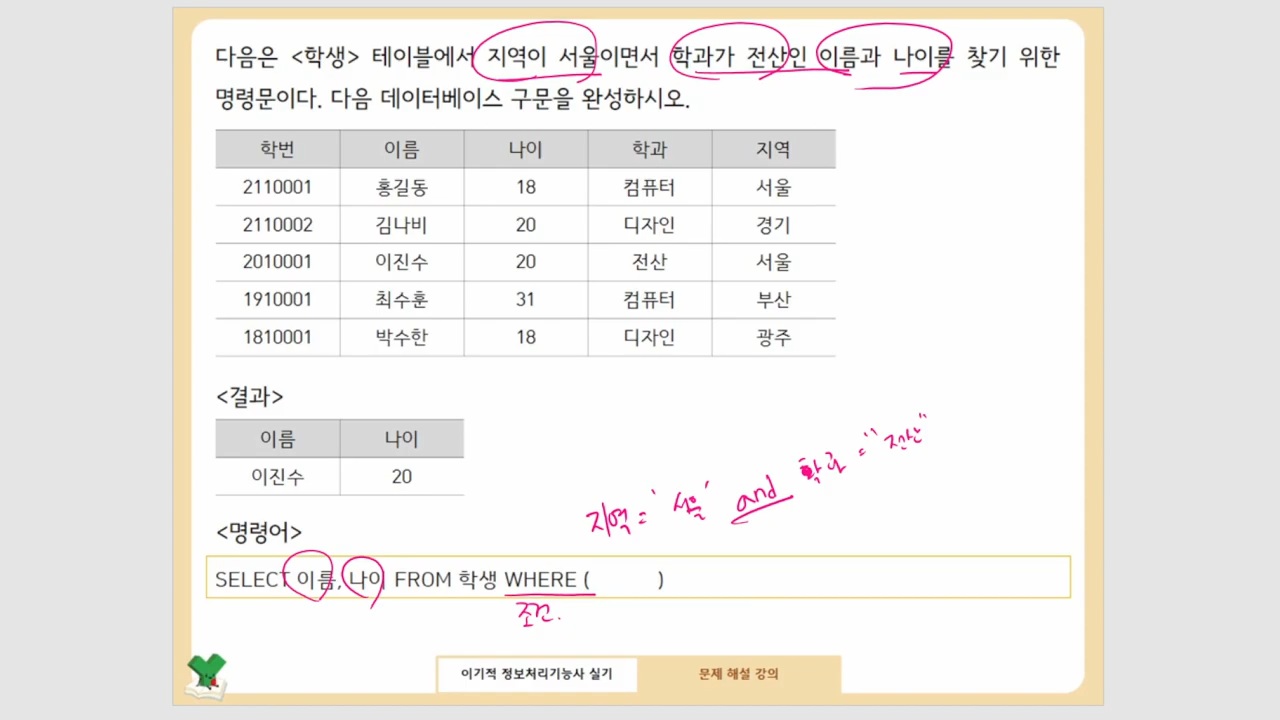 다음은 <학생> 테이블에서 지역이 서울이면서 학과가 전산인 이름과 나이를 찾기 위한
명령문이다. 다음 데이터베이스 구문을 완성하시오.
학번 이름 나이 학과 지역
2110001 홍길동 18 컴퓨터 서울
2110002 김나비 20 디자인 경기
2010001 이진수 20 전산 서울
1910001 최수훈 31 컴퓨터 부산
1810001 박수한 18 디자인 광주
<결과>
이름 나이
이진수 20
지역 = '서울' and 학과 = "전산"
<명령어>
SELECT 이름, 나이 FROM 학생 WHERE ( )
조건.
이기적 정보처리기능사 실기 문제 해설 강의